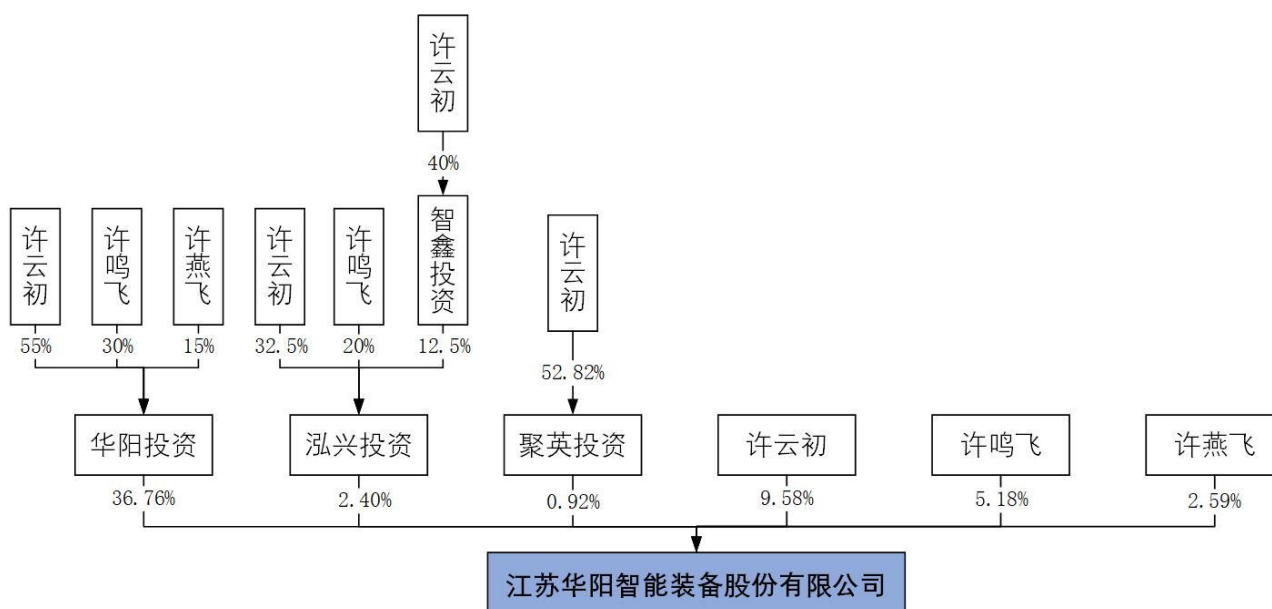 许云初
40%
许云初
许鸣飞
许燕飞
许云初
许鸣飞
智鑫投资
许云初
55%
30%
15%
32.5%
20%
12.5%
52.82%
华阳投资
泓兴投资
聚英投资
许云初
许鸣飞
许燕飞
36.76%
2.40%
0.92%
9.58%
5.18%
2.59%
江苏华阳智能装备股份有限公司